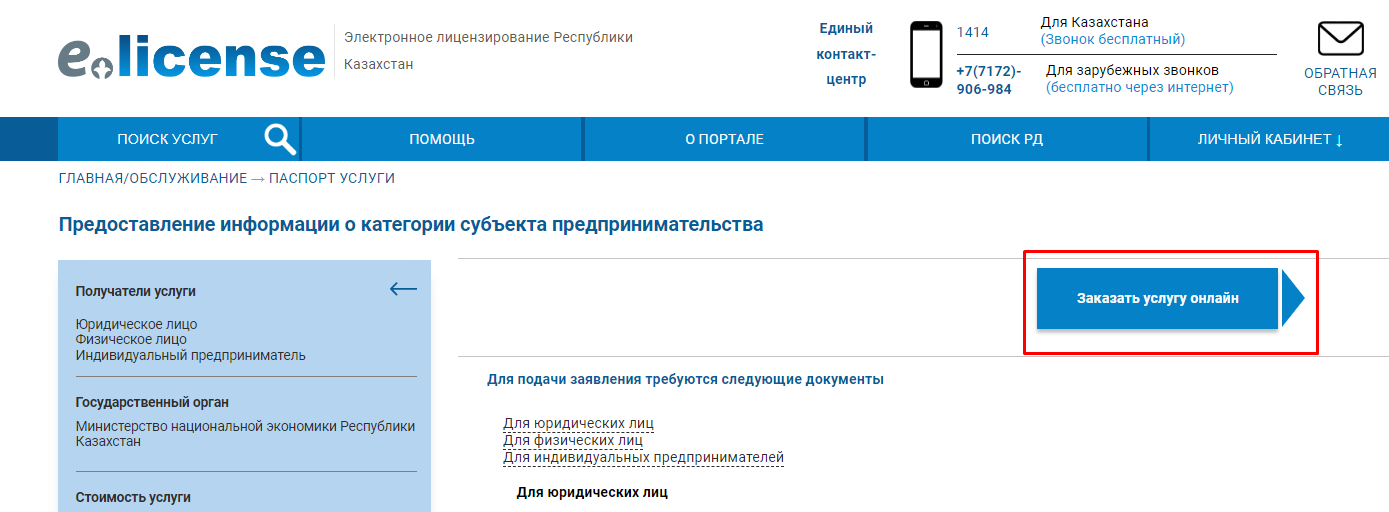 e.license
Электронное лицензирование Республики
Казахстан
Единый
контакт-
центр
1414
Для Казахстана
(Звонок бесплатный)
+7(7172)-
906-984
Для зарубежных звонков
(бесплатно через интернет)
ОБРАТНАЯ
СВЯЗЬ
ПОИСК УСЛУГ
ПОМОЩЬ
О ПОРТАЛЕ
ПОИСК РД
ЛИЧНЫЙ КАБИНЕТ ↓
ГЛАВНАЯ/ОБСЛУЖИВАНИЕ → ПАСПОРТ УСЛУГИ
Предоставление информации о категории субъекта предпринимательства
Получатели услуги
Юридическое лицо
Физическое лицо
Индивидуальный предприниматель
Государственный орган
Министерство национальной экономики Республики
Казахстан
Стоимость услуги
Заказать услугу онлайн
Для подачи заявления требуются следующие документы
Для юридических лиц
Для физических лиц
Для индивидуальных предпринимателей
Для юридических лиц